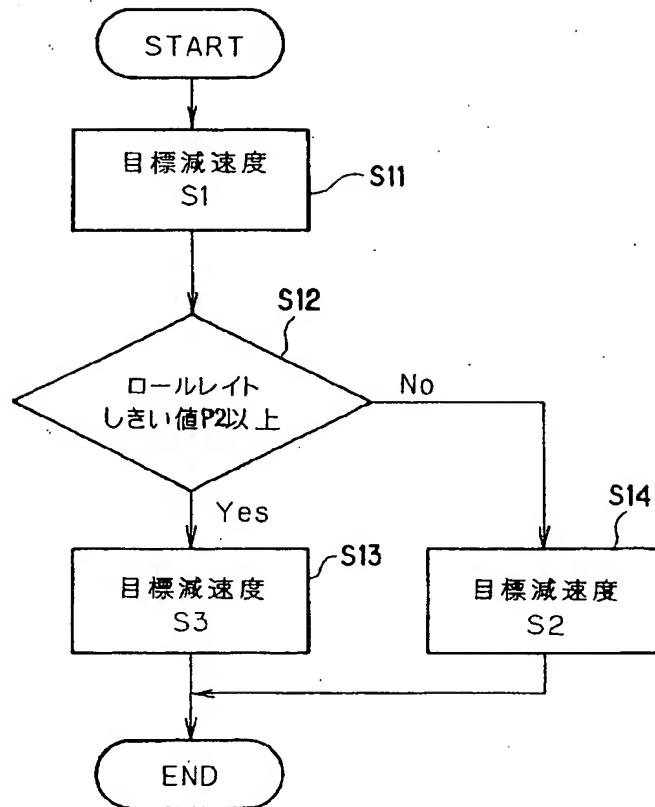 START
目標減速度
S1
S11
S12
ロールレイト
しきい値P2以上
No
Yes
S14
S13
目標減速度
S3
目標減速度
S2
END